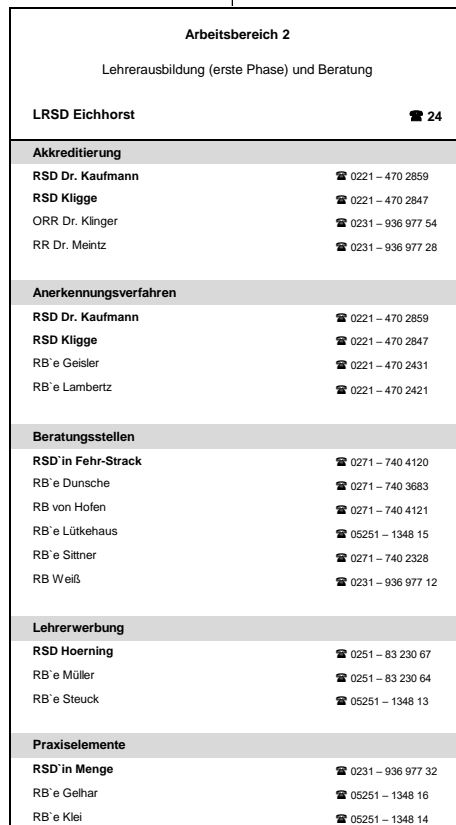 Arbeitsbereich 2
Lehrerausbildung (erste Phase) und Beratung
LRSD Eichhorst ☎ 24
Akkreditierung
RSD Dr. Kaufmann ☎ 0221 – 470 2859
RSD Kligge ☎ 0221 – 470 2847
ORR Dr. Klinger ☎ 0231 – 936 977 54
RR Dr. Meintz ☎ 0231 – 936 977 28
Anerkennungsverfahren
RSD Dr. Kaufmann ☎ 0221 – 470 2859
RSD Kligge ☎ 0221 – 470 2847
RB`e Geisler ☎ 0221 – 470 2431
RB`e Lambertz ☎ 0221 – 470 2421
Beratungsstellen
RSD`in Fehr-Strack ☎ 0271 – 740 4120
RB`e Dunsche ☎ 0271 – 740 3683
RB von Hofen ☎ 0271 – 740 4121
RB`e Lütkehaus ☎ 05251 – 1348 15
RB`e Sittner ☎ 0271 – 740 2328
RB Weiß ☎ 0231 – 936 977 12
Lehrerwerbung
RSD Hoerning ☎ 0251 – 83 230 67
RB`e Müller ☎ 0251 – 83 230 64
RB`e Steuck ☎ 05251 – 1348 13
Praxiselemente
RSD`in Menge ☎ 0231 – 936 977 32
RB`e Gelhar ☎ 05251 – 1348 16
RB`e Klei ☎ 05251 – 1348 14